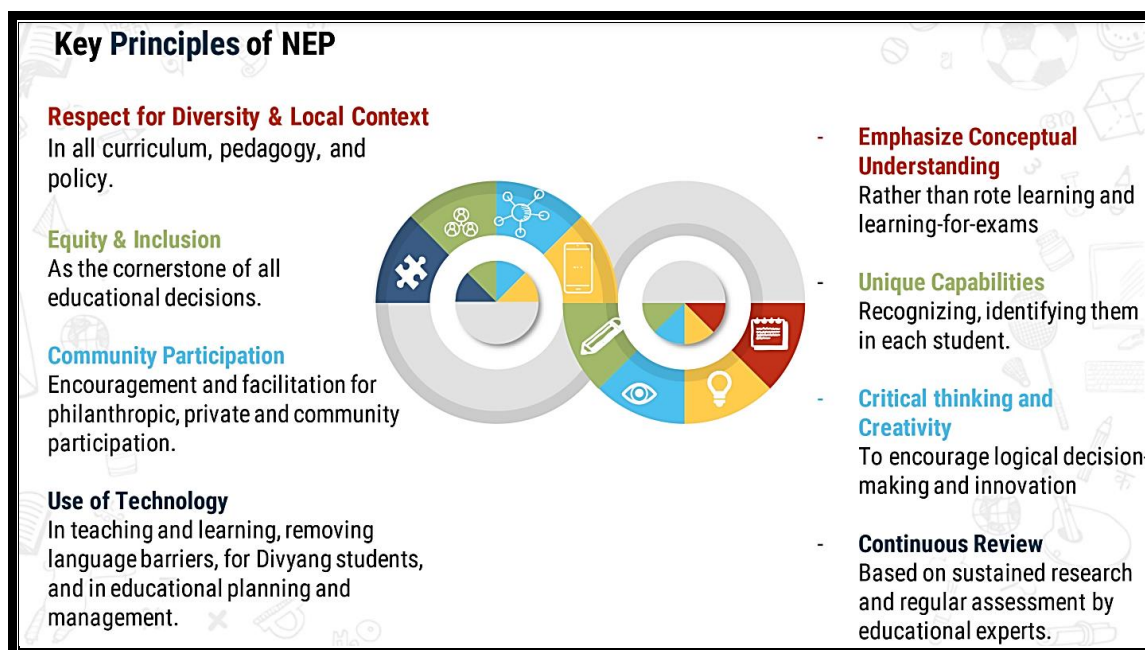 Key Principles of NEP
Respect for Diversity & Local Context
In all curriculum, pedagogy, and
policy.
Equity & Inclusion
As the cornerstone of all
educational decisions.
Community Participation
Encouragement and facilitation for
philanthropic, private and community
participation.
Use of Technology
In teaching and learning, removing
language barriers, for Divyang students,
and in educational planning and
management.
- Emphasize Conceptual
Understanding
Rather than rote learning and
learning-for-exams
- Unique Capabilities
Recognizing, identifying them
in each student.
- Critical thinking and
Creativity
To encourage logical decision-
making and innovation
- Continuous Review
Based on sustained research
and regular assessment by
educational experts.
H₂O